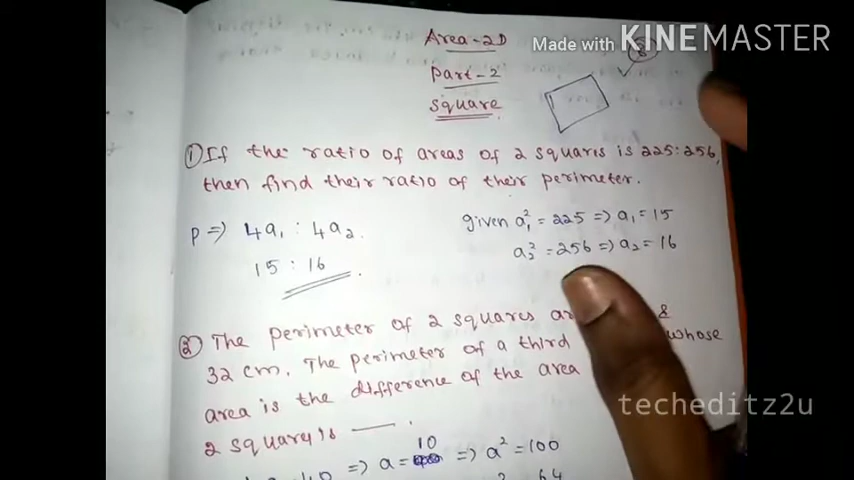 Area-2D
Made with KINEMASTER
Part-2
square
① If the ratio of areas of 2 squares is 225:256,
then find their ratio of their perimeter.
P ⇒ 4a₁ : 4a₂
given a₁² = 225 ⇒ a₁ = 15
15 : 16
a₂² = 256 ⇒ a₂ = 16
② The perimeter of 2 squares &
32 cm. The perimeter of a third whose
area is the difference of the area
2 squares is ___ .
10
⇒ a = ⇒ a² = 100
64
techeditz2u